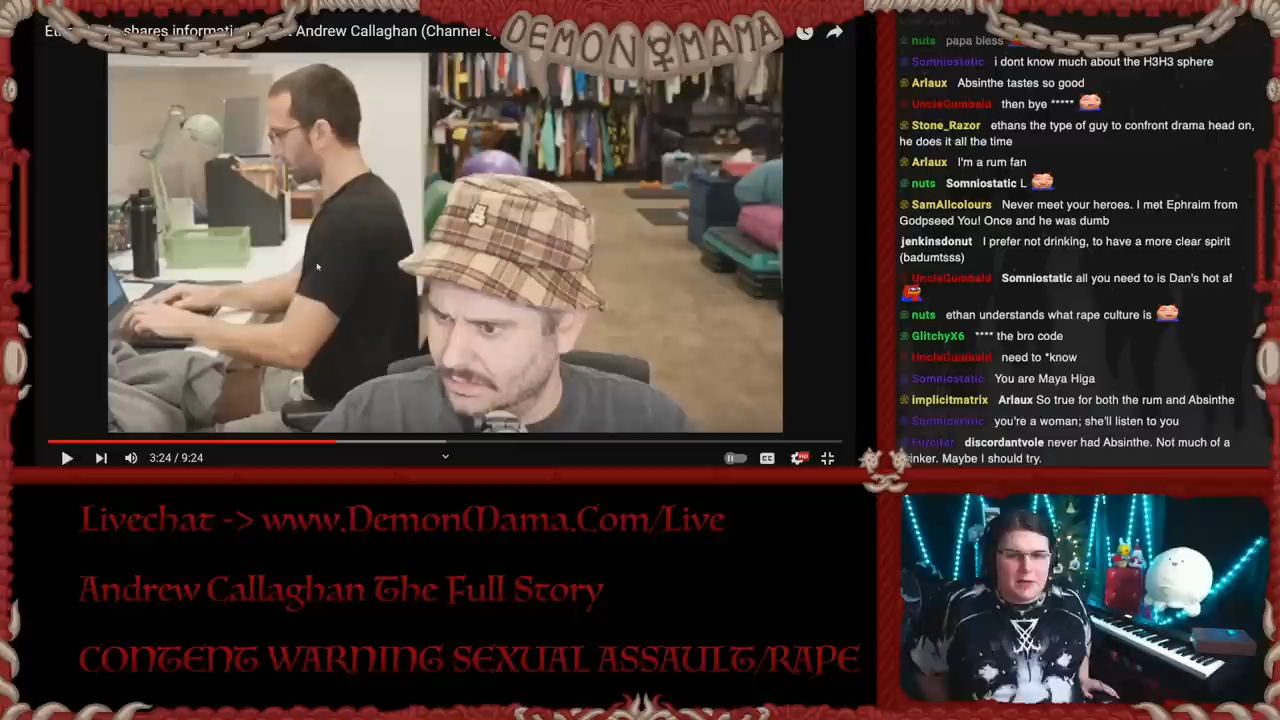 shares informati
Andrew Callaghan (Channel 5
DEMON MAMA
3:24 / 9:24
CC
HD
nuts papa bless
Somniostatic i dont know much about the H3H3 sphere
Arlaux Absinthe tastes so good
UncleGumbald then bye *****
Stone_Razor ethans the type of guy to confront drama head on,
he does it all the time
Arlaux I'm a rum fan
nuts Somniostatic L
SamAllcolours Never meet your heroes. I met Ephraim from
Godpseed You! Once and he was dumb
jenkinsdonut I prefer not drinking, to have a more clear spirit
(badumtsss)
UncleGumbald Somniostatic all you need to is Dan's hot af
nuts ethan understands what rape culture is
GlitchyX6 **** the bro code
UncleGumbald need to *know
Somniostatic You are Maya Higa
implicitmatrix Arlaux So true for both the rum and Absinthe
Somniostatic you're a woman; she'll listen to you
discordantvole never had Absinthe. Not much of a
inker. Maybe I should try.
Livechat -> www.DemonMama.Com/Live
Andrew Callaghan The Full Story
CONTENT WARNING SEXUAL ASSAULT/RAPE